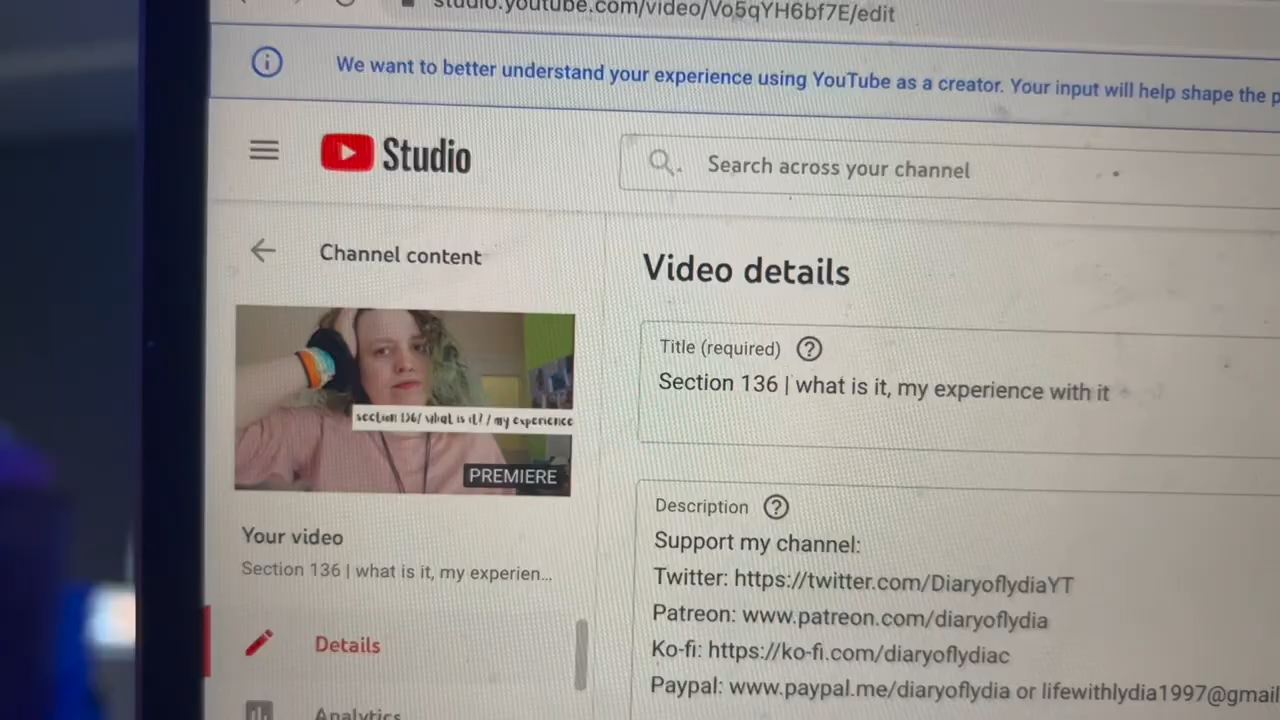 studio.youtube.com/video/Vo5qYH6bf7E/edit
We want to better understand your experience using YouTube as a creator. Your input will help shape the p
Studio
Search across your channel
Channel content
Video details
Title (required)
Section 136 | what is it, my experience with it
section 136/ what is it? / my experience
PREMIERE
Description
Support my channel:
Twitter: https://twitter.com/DiaryoflydiaYT
Patreon: www.patreon.com/diaryoflydia
Ko-fi: https://ko-fi.com/diaryoflydiac
Paypal: www.paypal.me/diaryoflydia or lifewithlydia1997@gmail
Your video
Section 136 | what is it, my experien...
Details
Analytics